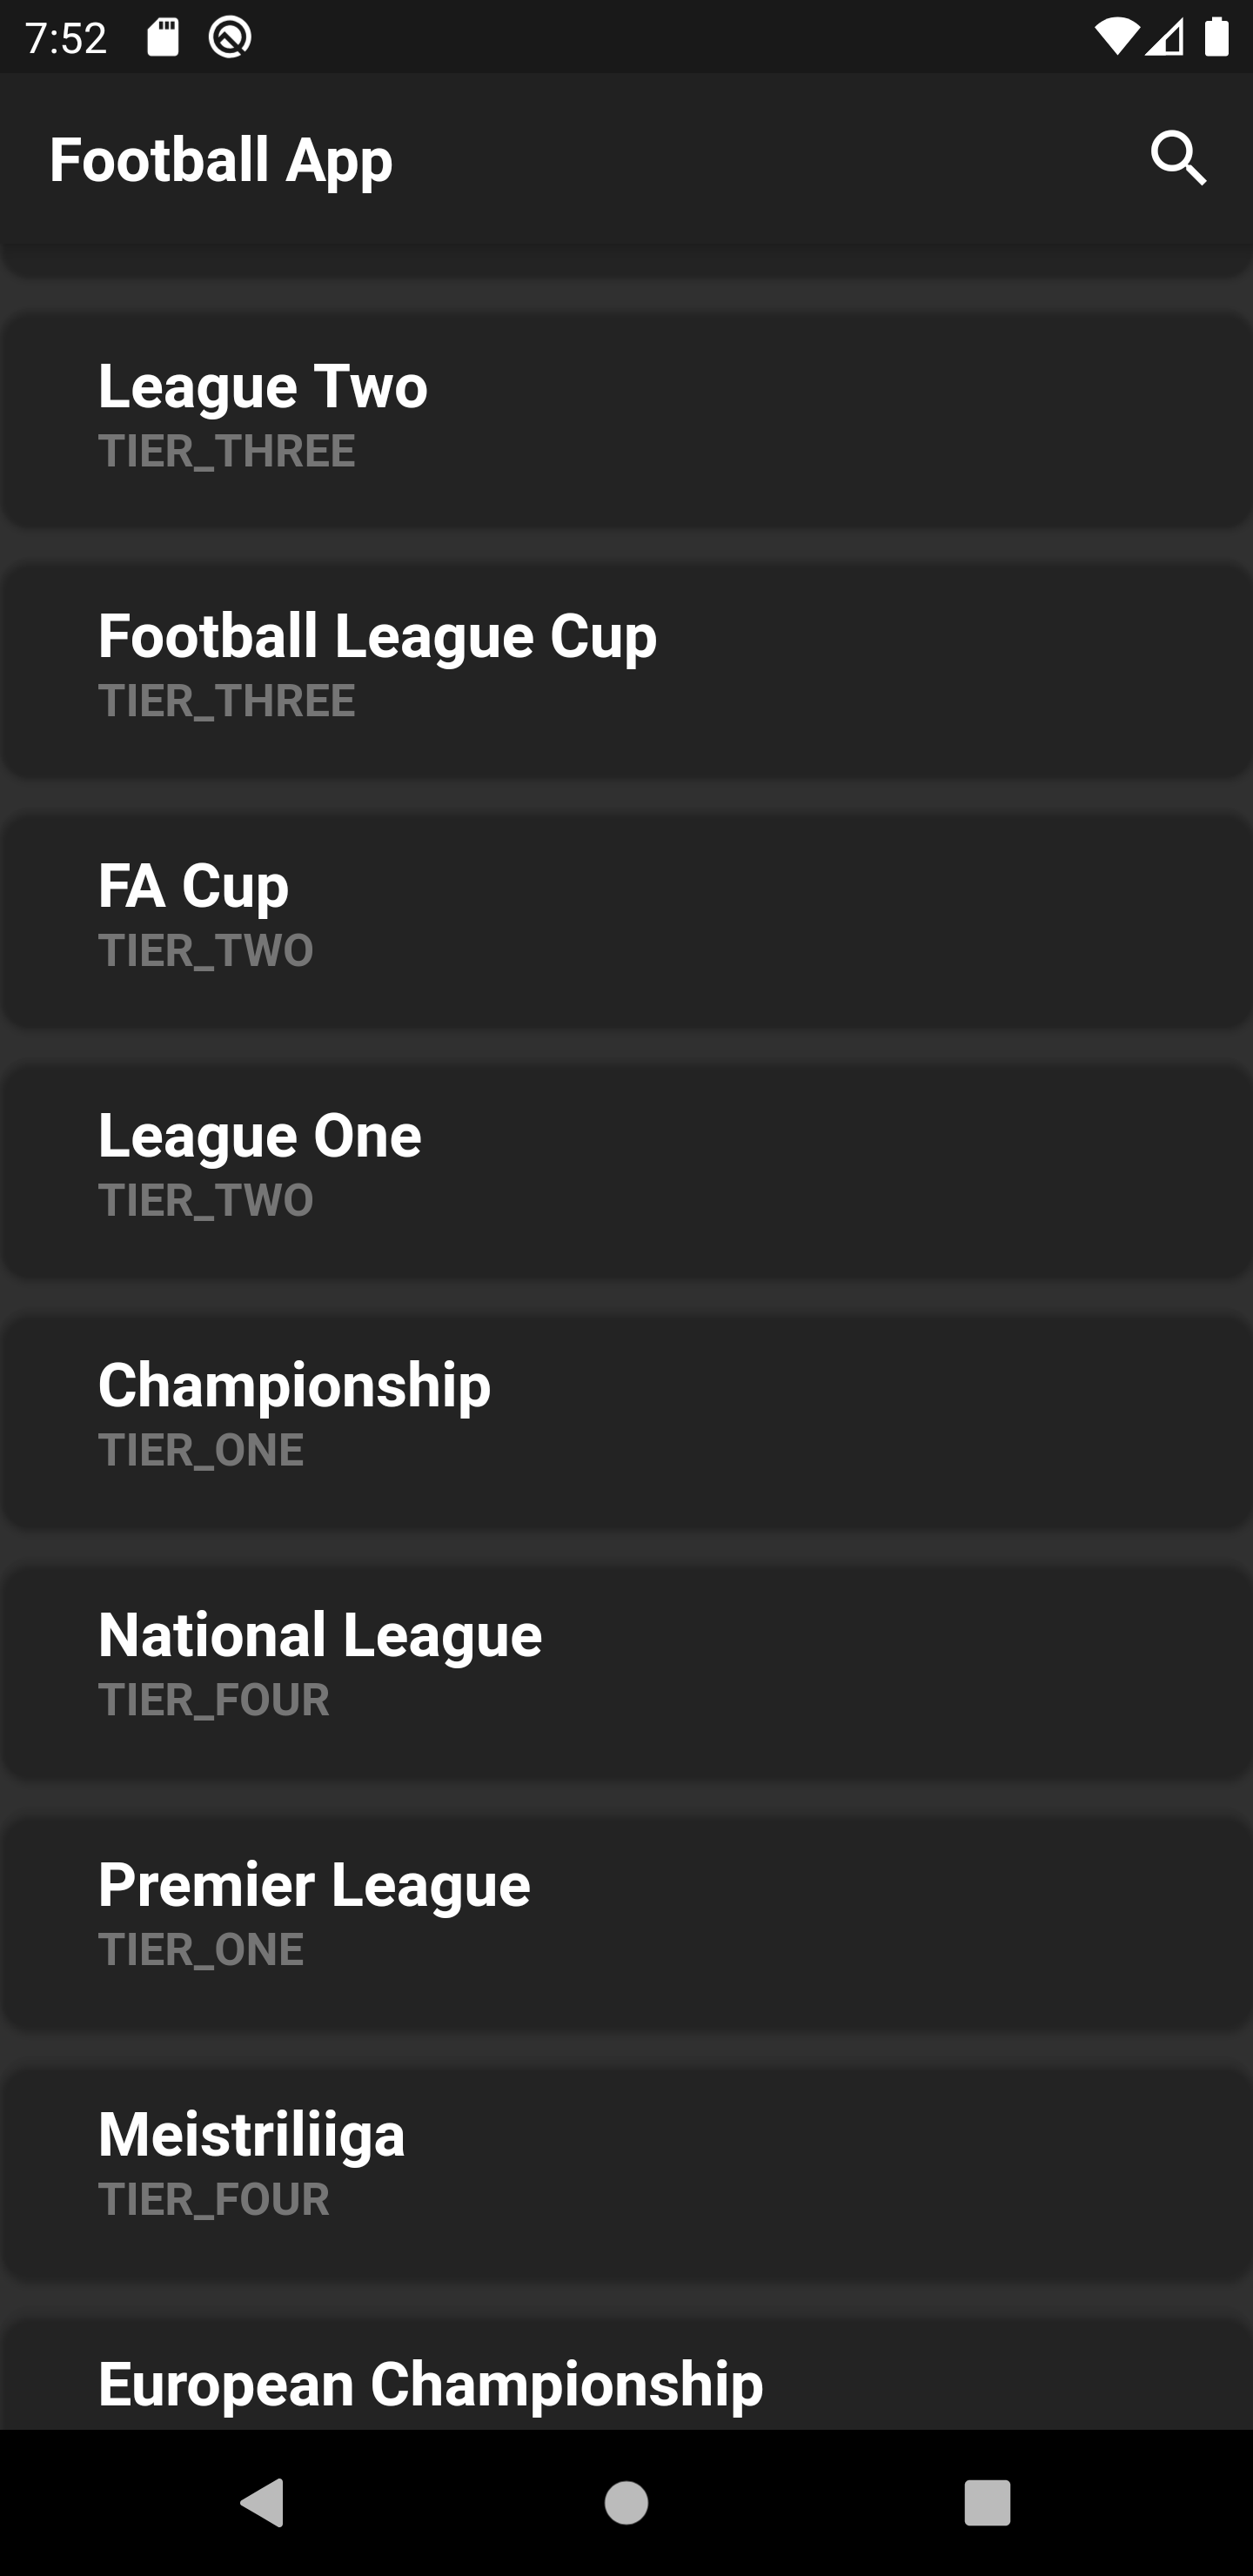 7:52
Football App
League Two
TIER_THREE
Football League Cup
TIER_THREE
FA Cup
TIER_TWO
League One
TIER_TWO
Championship
TIER_ONE
National League
TIER_FOUR
Premier League
TIER_ONE
Meistriliiga
TIER_FOUR
European Championship